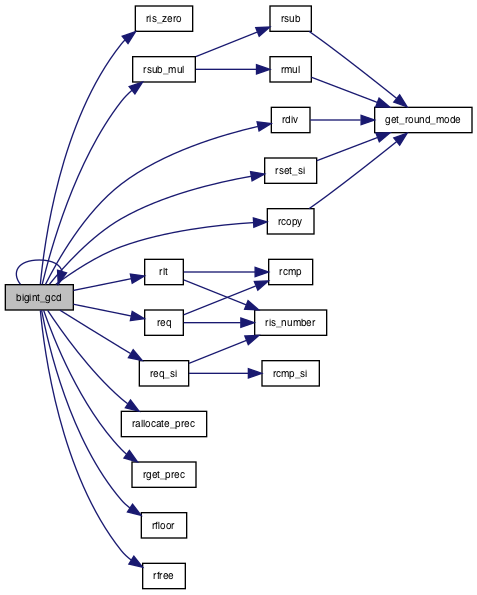 ris_zero
rsub
rsub_mul
rmul
rdiv
get_round_mode
rset_si
rcopy
rlt
rcmp
bigint_gcd
req
ris_number
req_si
rcmp_si
rallocate_prec
rget_prec
rfloor
rfree